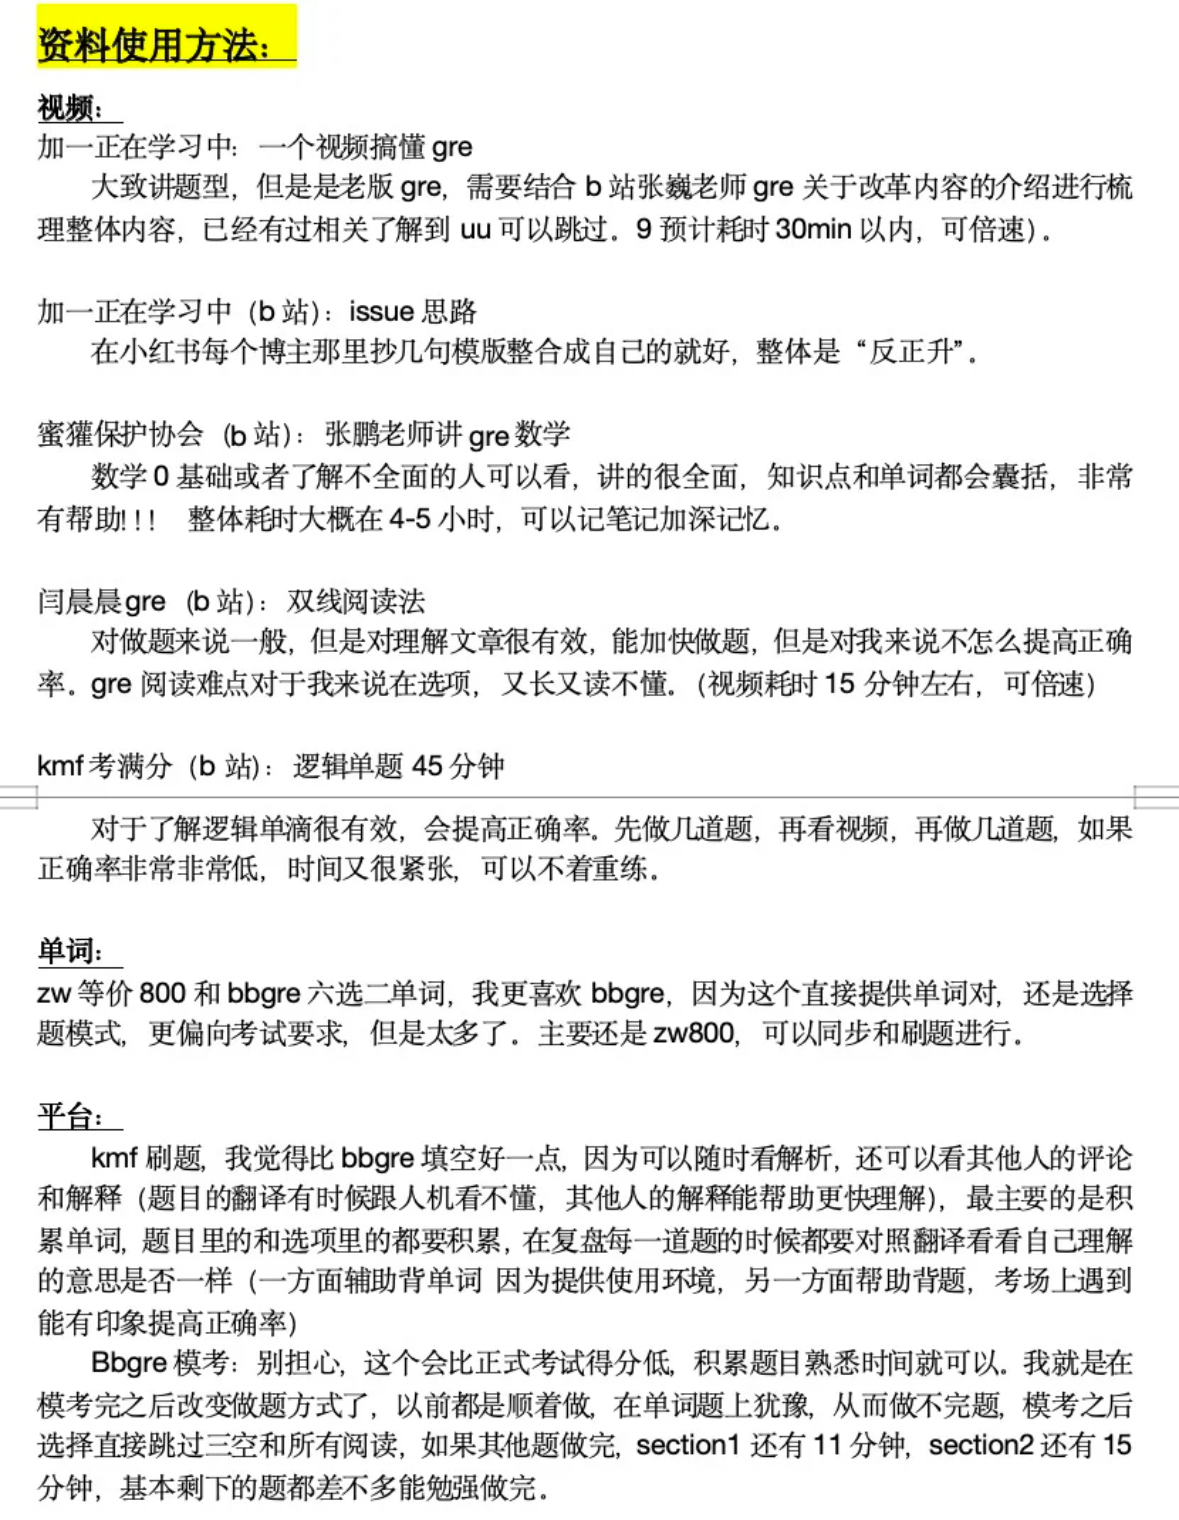 资料使用方法：
视频：
加一正在学习中：一个视频搞懂 gre
大致讲题型，但是是老版 gre，需要结合 b 站张巍老师 gre 关于改革内容的介绍进行梳
理整体内容，已经有过相关了解到 uu 可以跳过。9 预计耗时 30min 以内，可倍速）。
加一正在学习中（b 站）：issue 思路
在小红书每个博主那里抄几句模版整合成自己的就好，整体是“反正升”。
蜜獾保护协会（b 站）：张鹏老师讲 gre 数学
数学 0 基础或者了解不全面的人可以看，讲的很全面，知识点和单词都会囊括，非常
有帮助!!! 整体耗时大概在 4-5 小时，可以记笔记加深记忆。
闫晨晨 gre（b 站）：双线阅读法
对做题来说一般，但是对理解文章很有效，能加快做题，但是对我来说不怎么提高正确
率。gre 阅读难点对于我来说在选项，又长又读不懂。（视频耗时 15 分钟左右，可倍速）
kmf 考满分（b 站）：逻辑单题 45 分钟
对于了解逻辑单滴很有效，会提高正确率。先做几道题，再看视频，再做几道题，如果
正确率非常非常低，时间又很紧张，可以不着重练。
单词：
zw 等价 800 和 bbgre 六选二单词，我更喜欢 bbgre，因为这个直接提供单词对，还是选择
题模式，更偏向考试要求，但是太多了。主要还是 zw800，可以同步和刷题进行。
平台：
kmf 刷题，我觉得比 bbgre 填空好一点，因为可以随时看解析，还可以看其他人的评论
和解释（题目的翻译有时候跟人机看不懂，其他人的解释能帮助更快理解），最主要的是积
累单词，题目里的和选项里的都要积累，在复盘每一道题的时候都要对照翻译看看自己理解
的意思是否一样（一方面辅助背单词 因为提供使用环境，另一方面帮助背题，考场上遇到
能有印象提高正确率）
Bbgre 模考：别担心，这个会比正式考试得分低，积累题目熟悉时间就可以。我就是在
模考完之后改变做题方式了，以前都是顺着做，在单词题上犹豫，从而做不完题，模考之后
选择直接跳过三空和所有阅读，如果其他题做完，section1 还有 11 分钟，section2 还有 15
分钟，基本剩下的题都差不多能勉强做完。